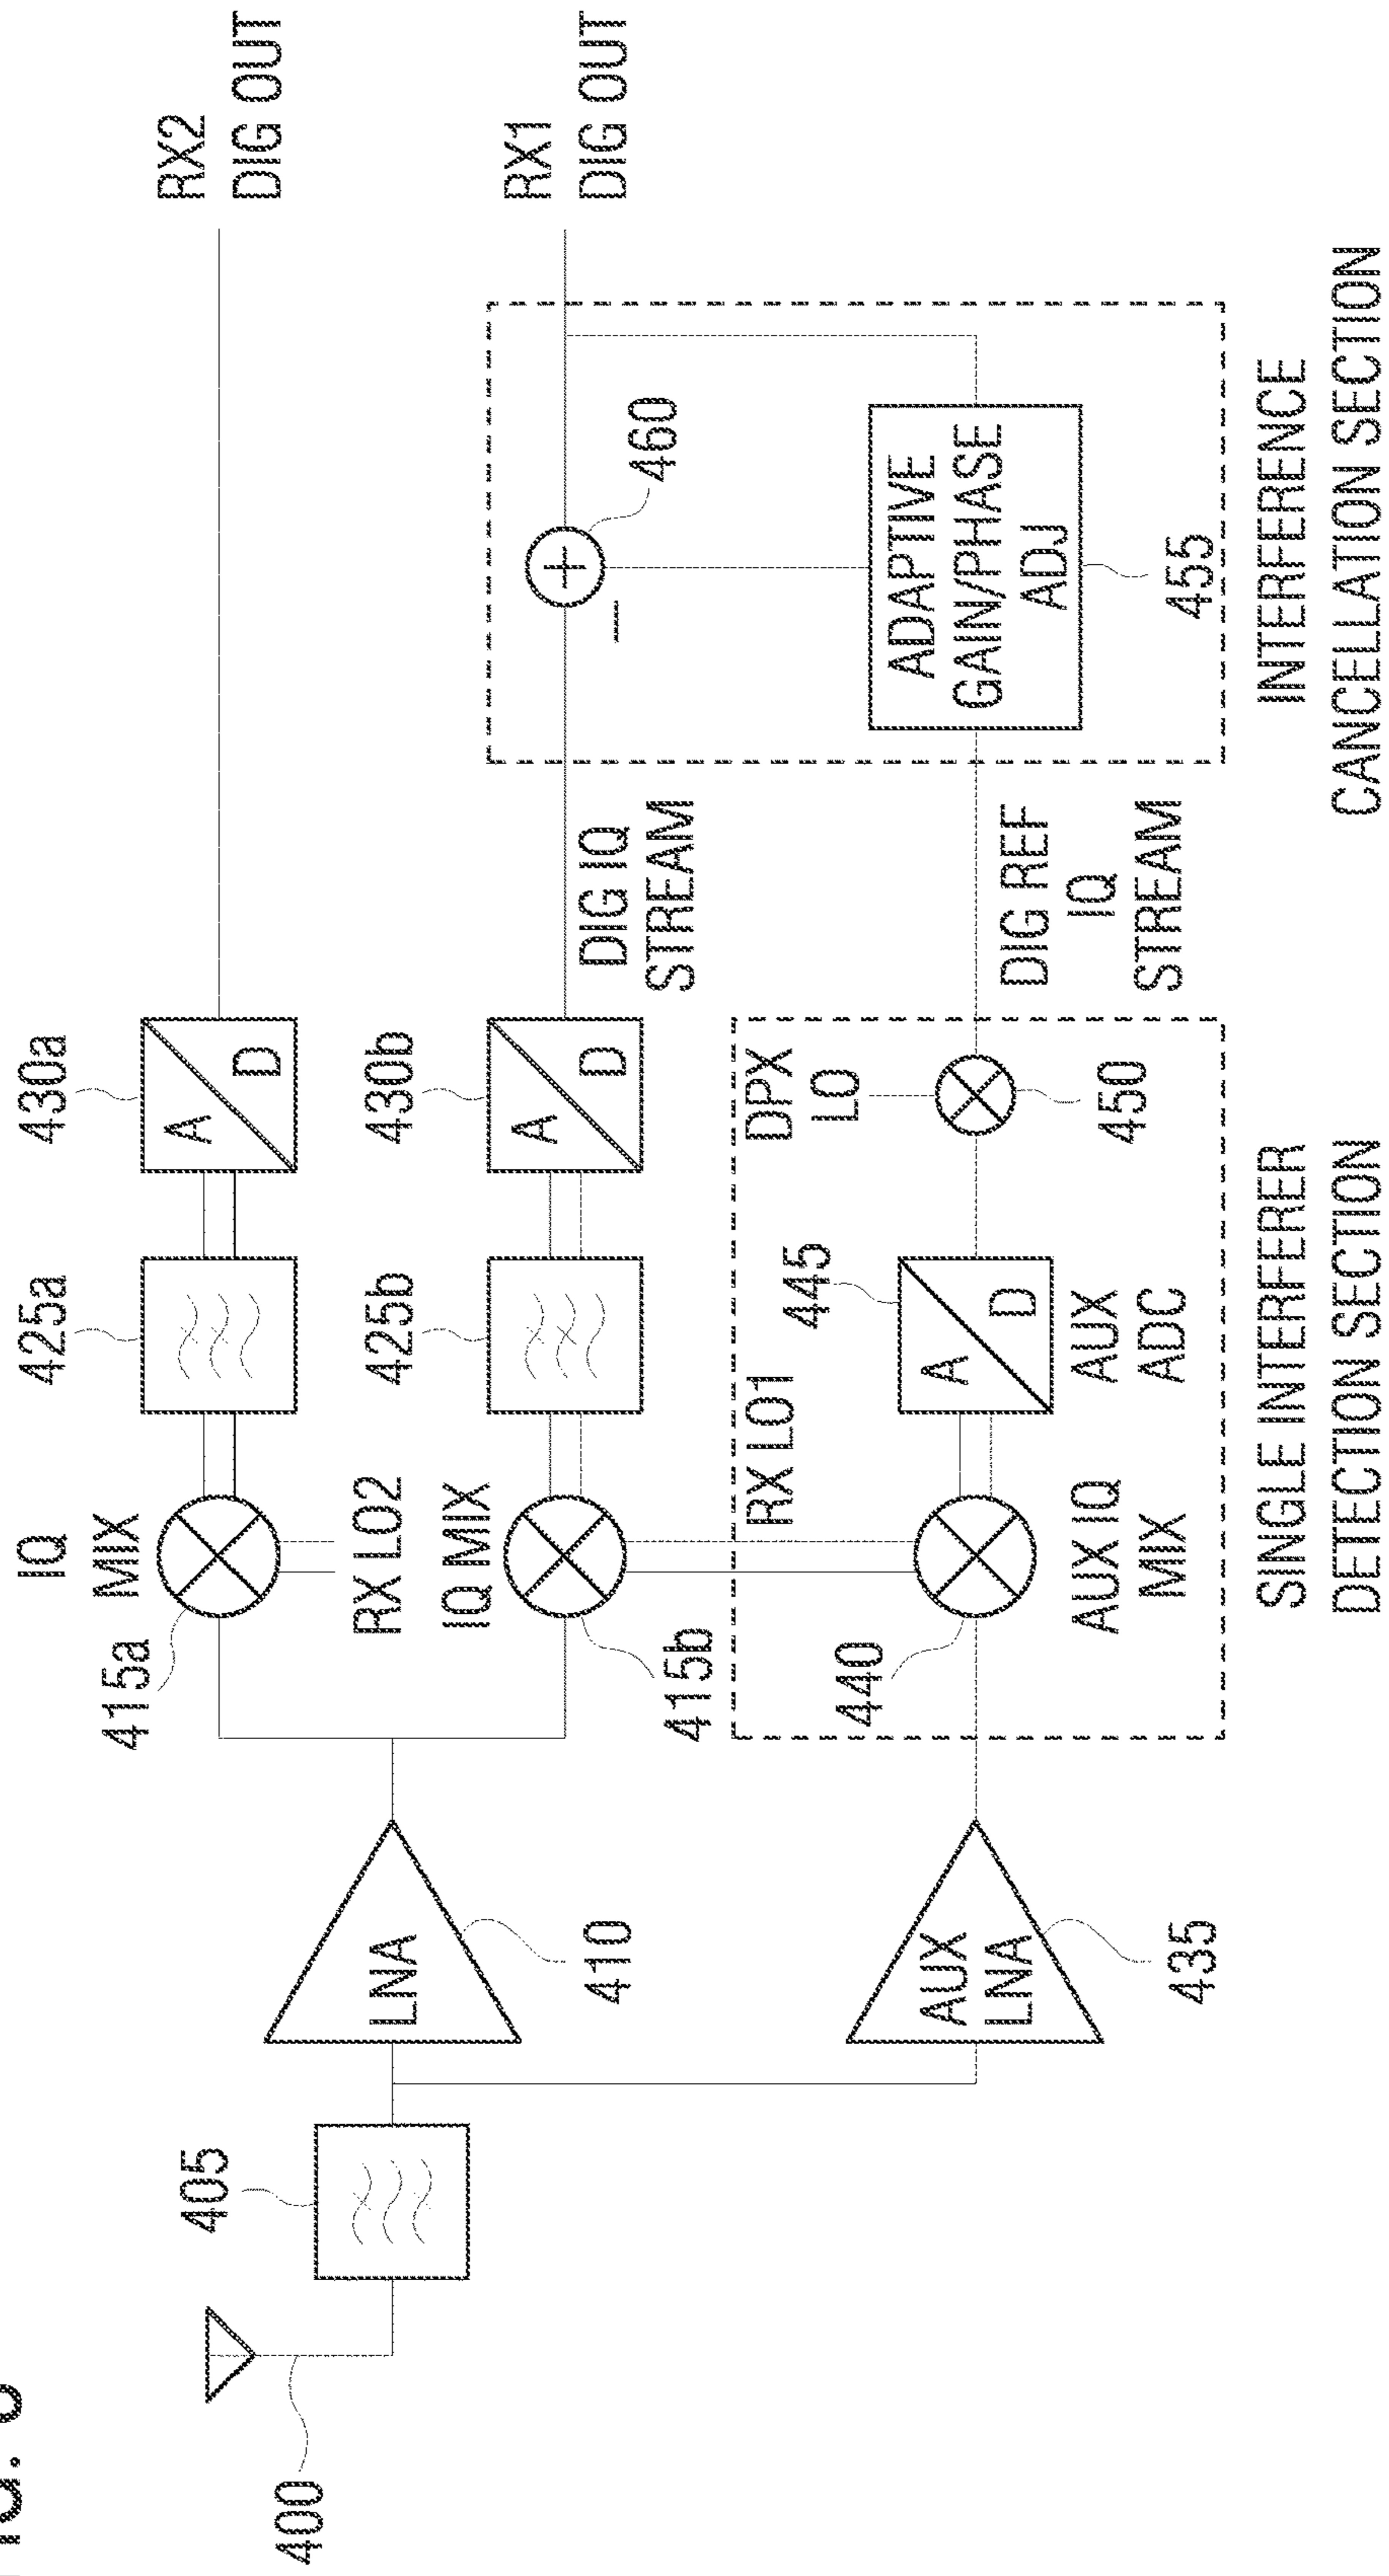 RX2
DIG OUT
RX1
DIG OUT
430a
A
D
430b
A
D
425a
425b
IQ
MIX
415a
RX LO2
IQ MIX
415b
DIG IQ
STREAM
460
+
–
ADAPTIVE
GAIN/PHASE
ADJ
455
INTERFERENCE
CANCELLATION SECTION
DIG REF
IQ
STREAM
DPX
LO
450
445
A
D
AUX
ADC
RX LO1
440
AUX IQ
MIX
SINGLE INTERFERER
DETECTION SECTION
LNA
410
AUX
LNA
435
405
400